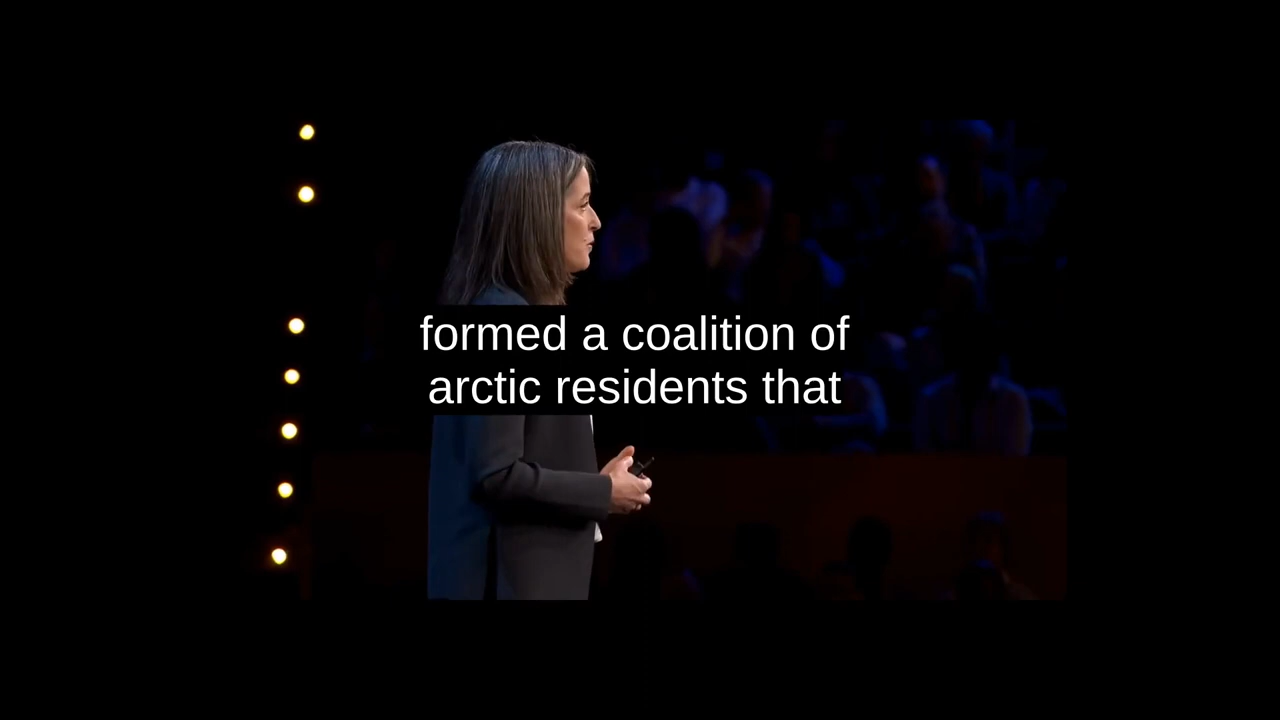 formed a coalition of
arctic residents that